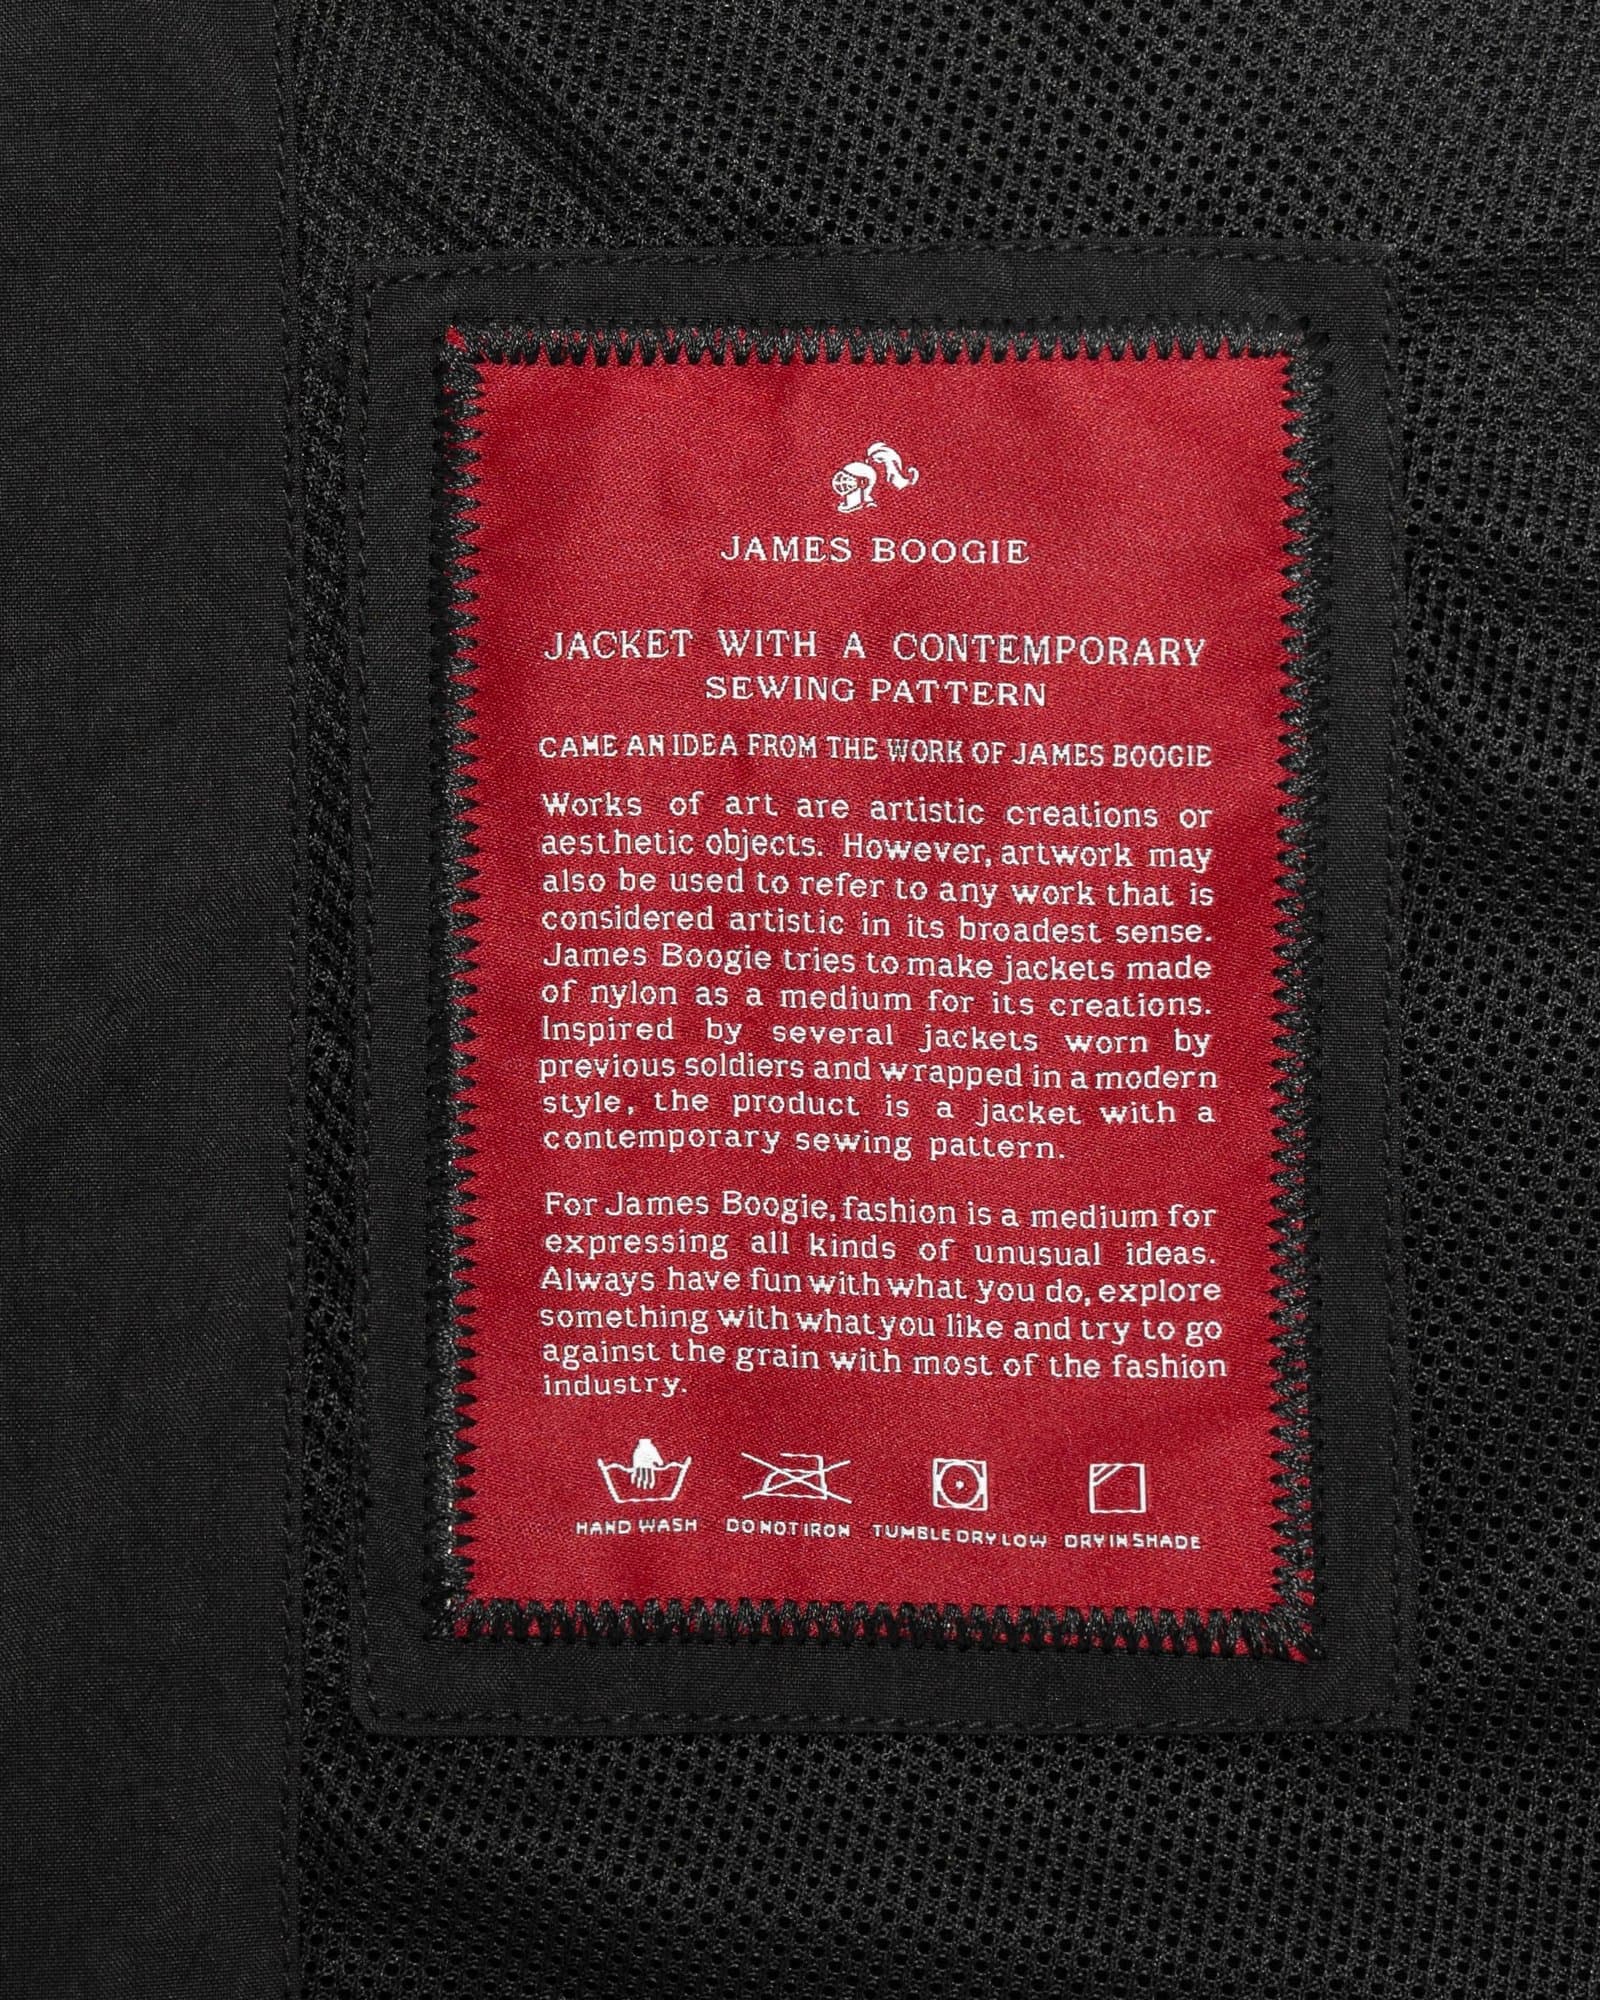 JAMES BOOGIE
JACKET WITH A CONTEMPORARY
SEWING PATTERN
CAME AN IDEA FROM THE WORK OF JAMES BOOGIE
Works of art are artistic creations or
aesthetic objects. However, artwork may
also be used to refer to any work that is
considered artistic in its broadest sense.
James Boogie tries to make jackets made
of nylon as a medium for its creations.
Inspired by several jackets worn by
previous soldiers and wrapped in a modern
style, the product is a jacket with a
contemporary sewing pattern.
For James Boogie, fashion is a medium for
expressing all kinds of unusual ideas.
Always have fun with what you do, explore
something with what you like and try to go
against the grain with most of the fashion
industry.
HAND WASH DO NOT IRON TUMBLE DRY LOW DRY IN SHADE